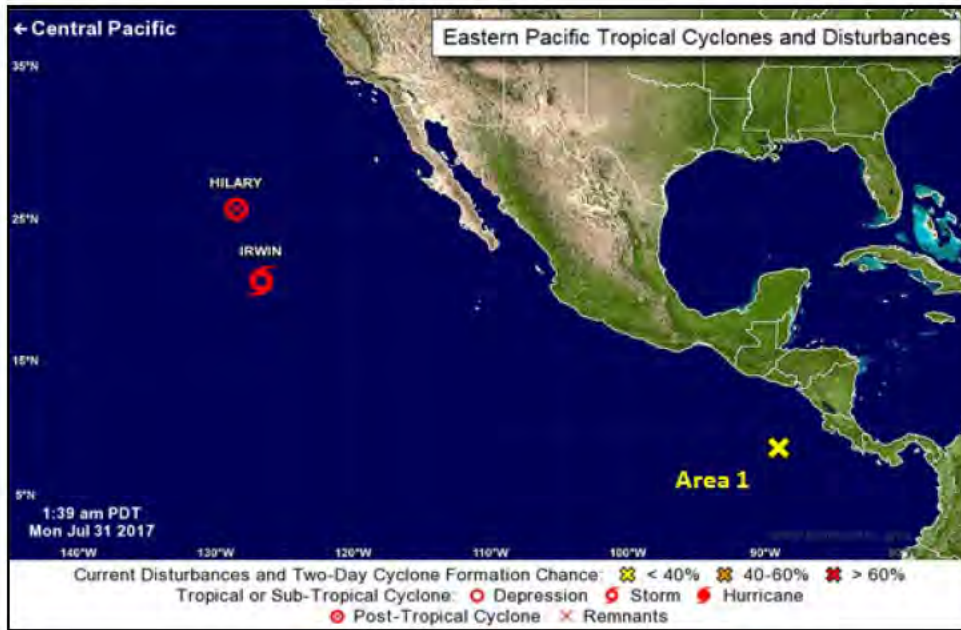 ← Central Pacific
Eastern Pacific Tropical Cyclones and Disturbances
35°N
HILARY
25°N
IRWIN
15°N
Area 1
5°N
1:39 am PDT
Mon Jul 31 2017
140°W 130°W 120°W 110°W 100°W 90°W
Current Disturbances and Two-Day Cyclone Formation Chance: < 40% 40-60% > 60%
Tropical or Sub-Tropical Cyclone: Depression Storm Hurricane
Post-Tropical Cyclone Remnants